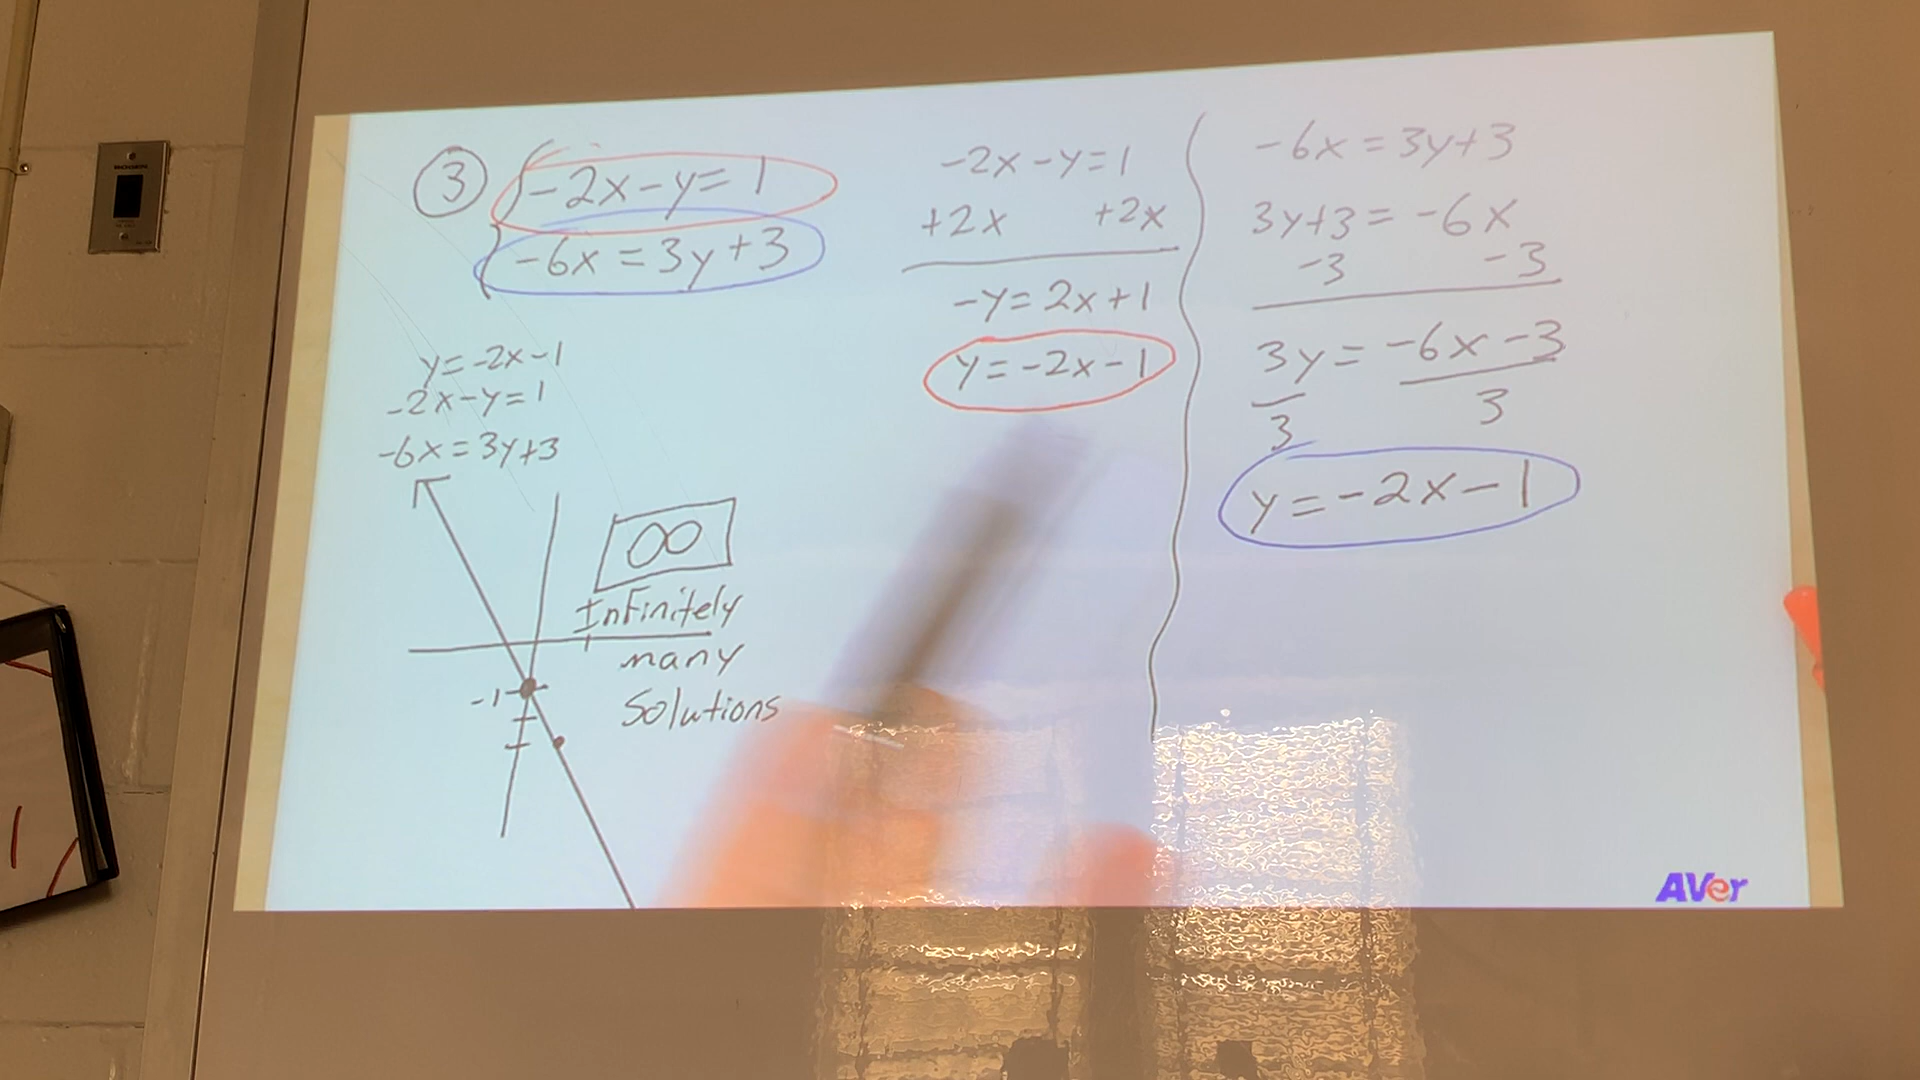 ③ -2x-y=1
-6x=3y+3
y=-2x-1
-2x-y=1
-6x=3y+3
∞
Infinitely
many
Solutions
-1
-2x-y=1
+2x +2x
-y=2x+1
y=-2x-1
-6x=3y+3
3y+3=-6x
-3 -3
3y=-6x-3
3 3
y=-2x-1
AVer